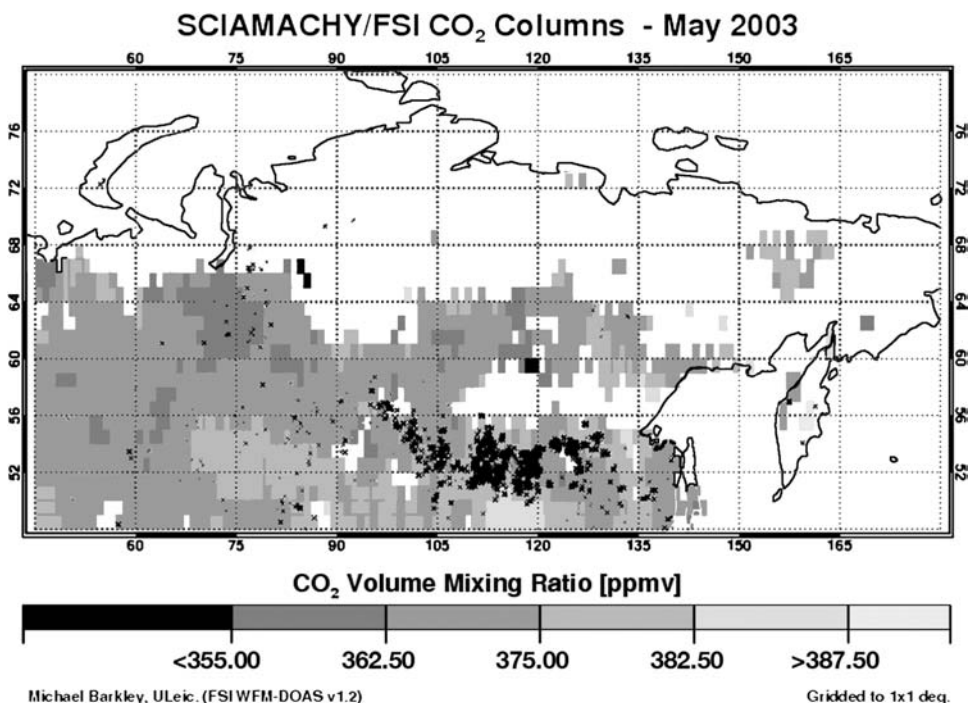 SCIAMACHY/FSI CO₂ Columns - May 2003
60 75 90 105 120 135 150 165
76 76
72 72
68 68
64 64
60 60
56 56
52 52
60 75 90 105 120 135 150 165
CO₂ Volume Mixing Ratio [ppmv]
<355.00 362.50 375.00 382.50 >387.50
Michael Barkley, ULeic. (FSI WFM-DOAS v1.2) Gridded to 1x1 deg.